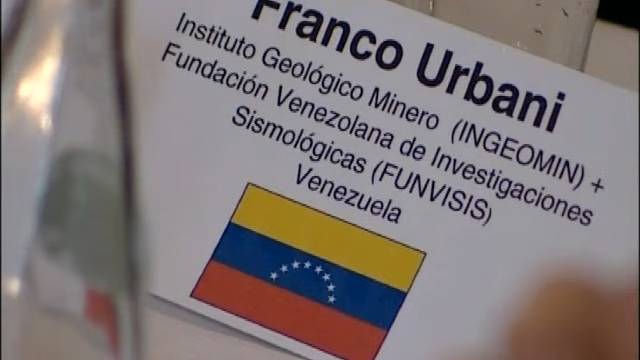 Franco Urbani
Instituto Geológico Minero (INGEOMIN) +
Fundación Venezolana de Investigaciones
Sismológicas (FUNVISIS)
Venezuela